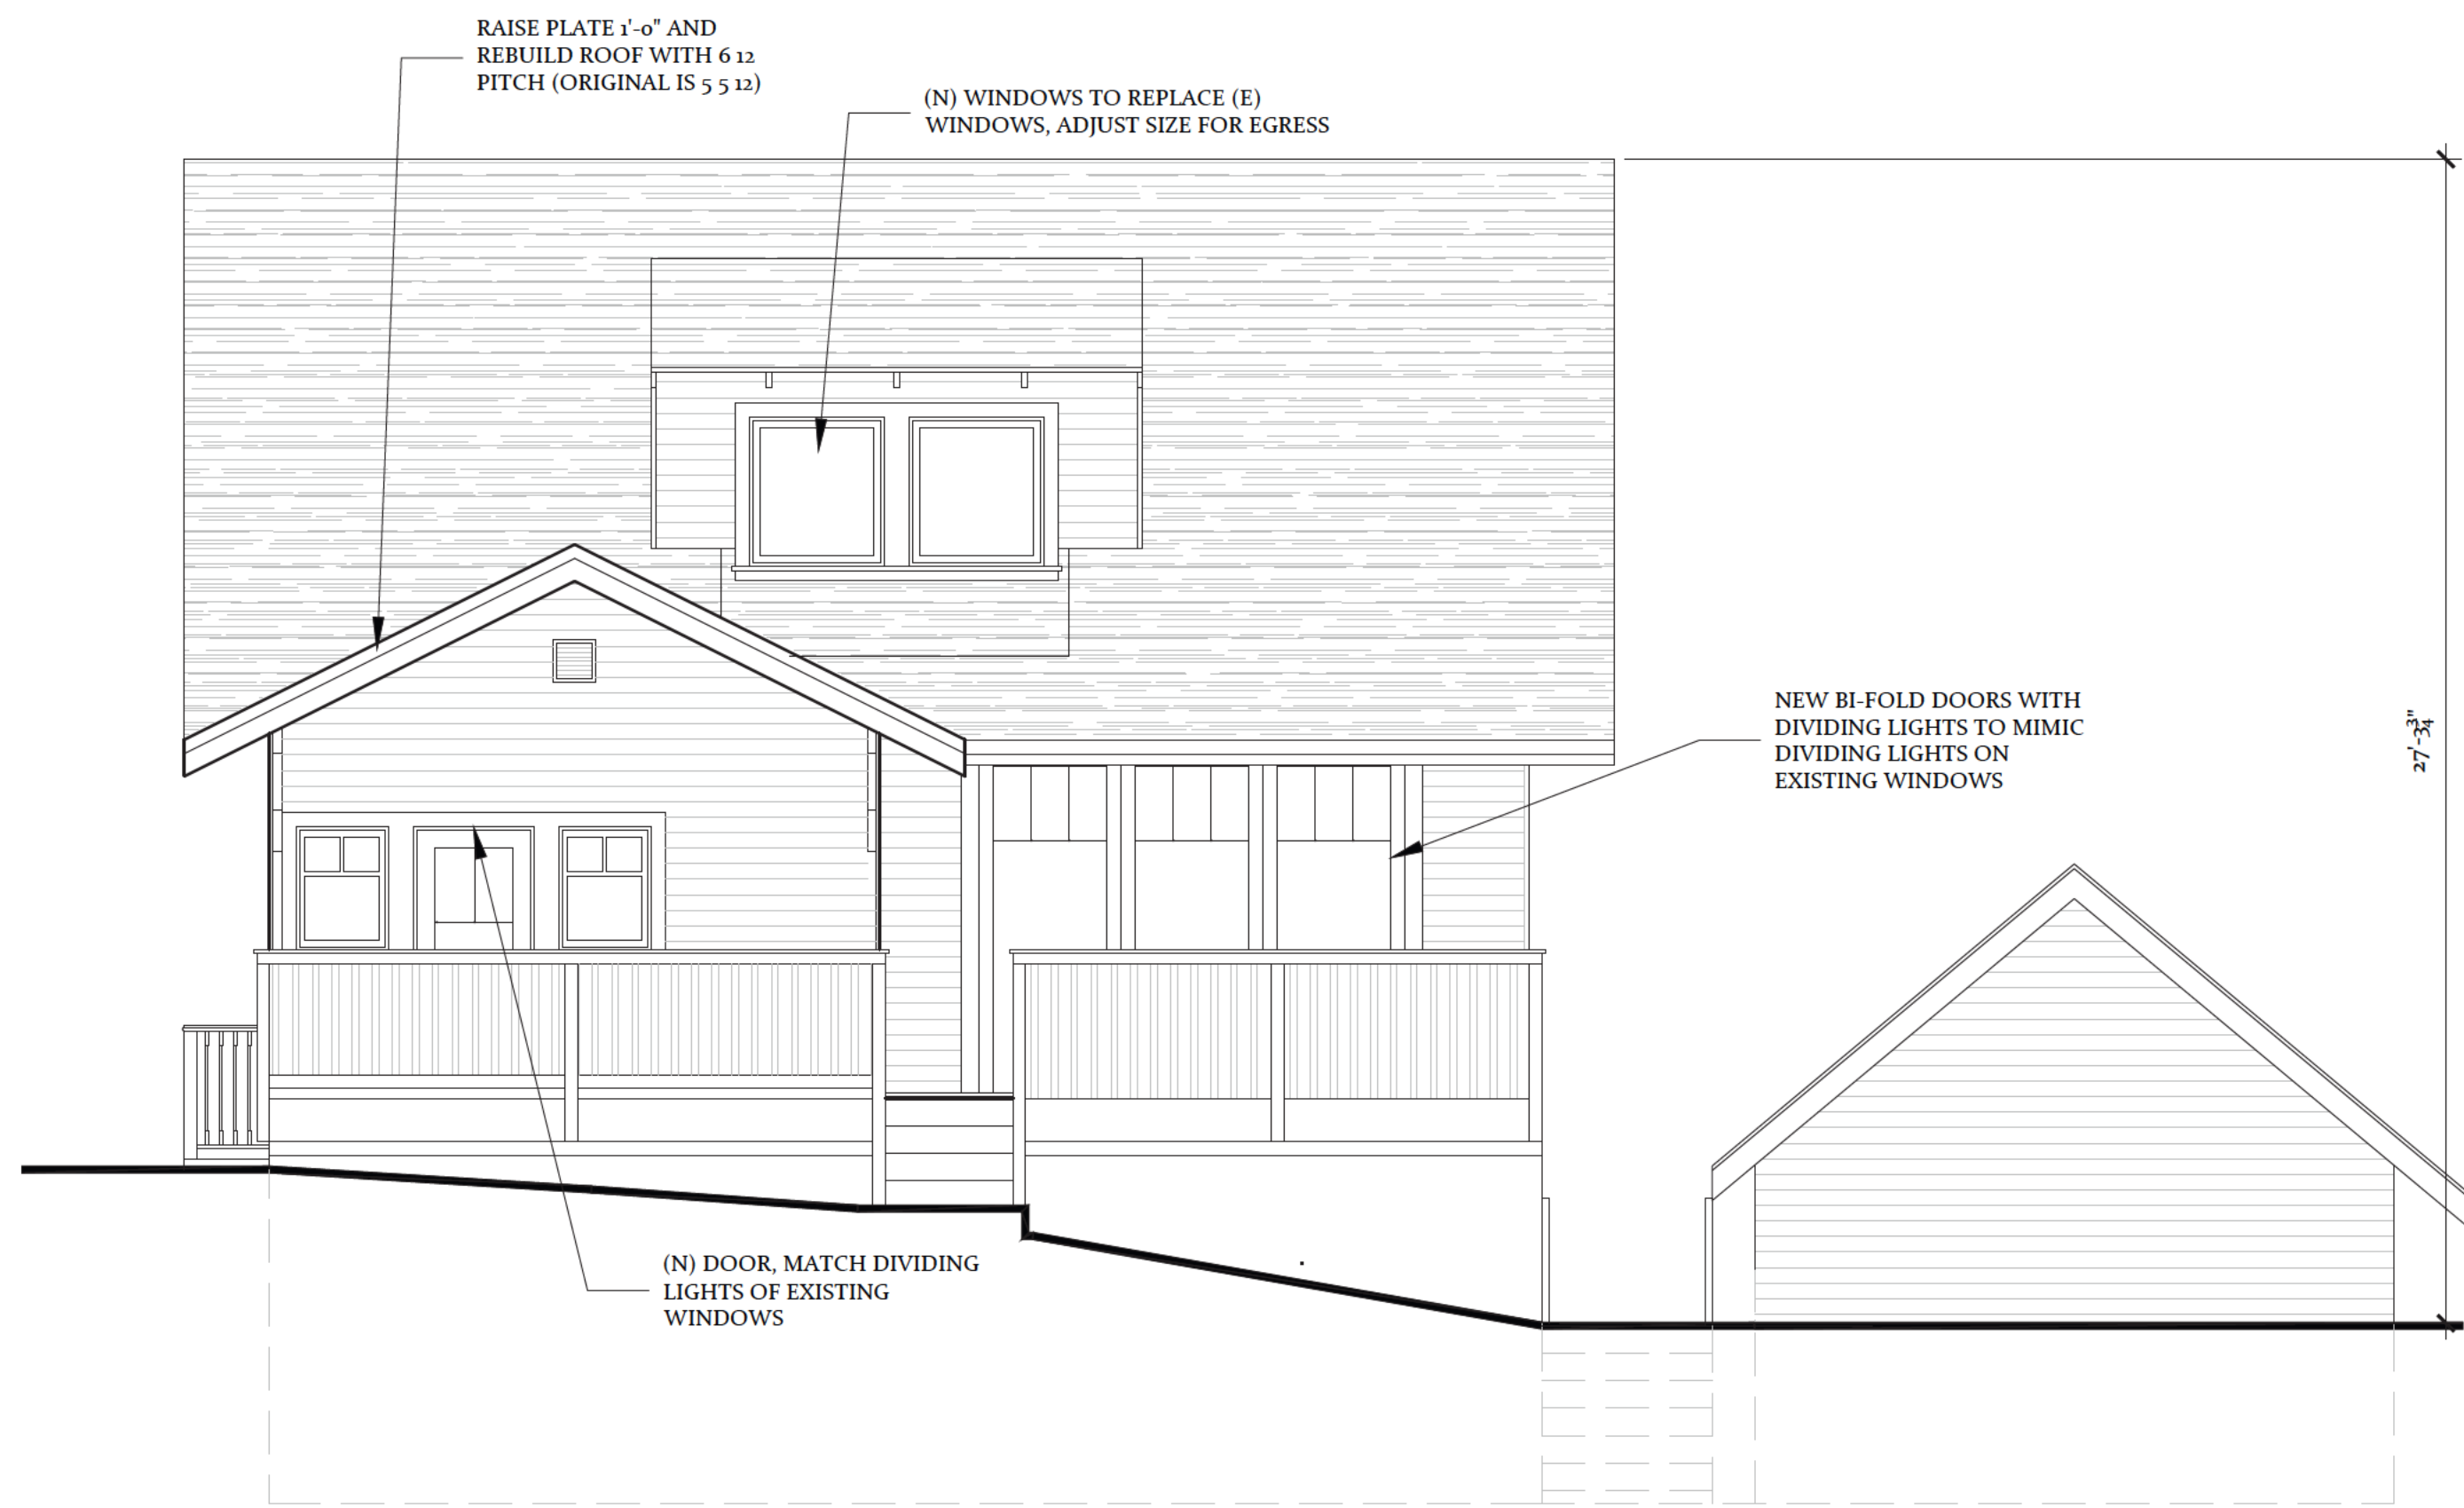 RAISE PLATE 1'-0" AND
REBUILD ROOF WITH 6 12
PITCH (ORIGINAL IS 5 5 12)
(N) WINDOWS TO REPLACE (E)
WINDOWS, ADJUST SIZE FOR EGRESS
NEW BI-FOLD DOORS WITH
DIVIDING LIGHTS TO MIMIC
DIVIDING LIGHTS ON
EXISTING WINDOWS
27'-3 3/4"
(N) DOOR, MATCH DIVIDING
LIGHTS OF EXISTING
WINDOWS